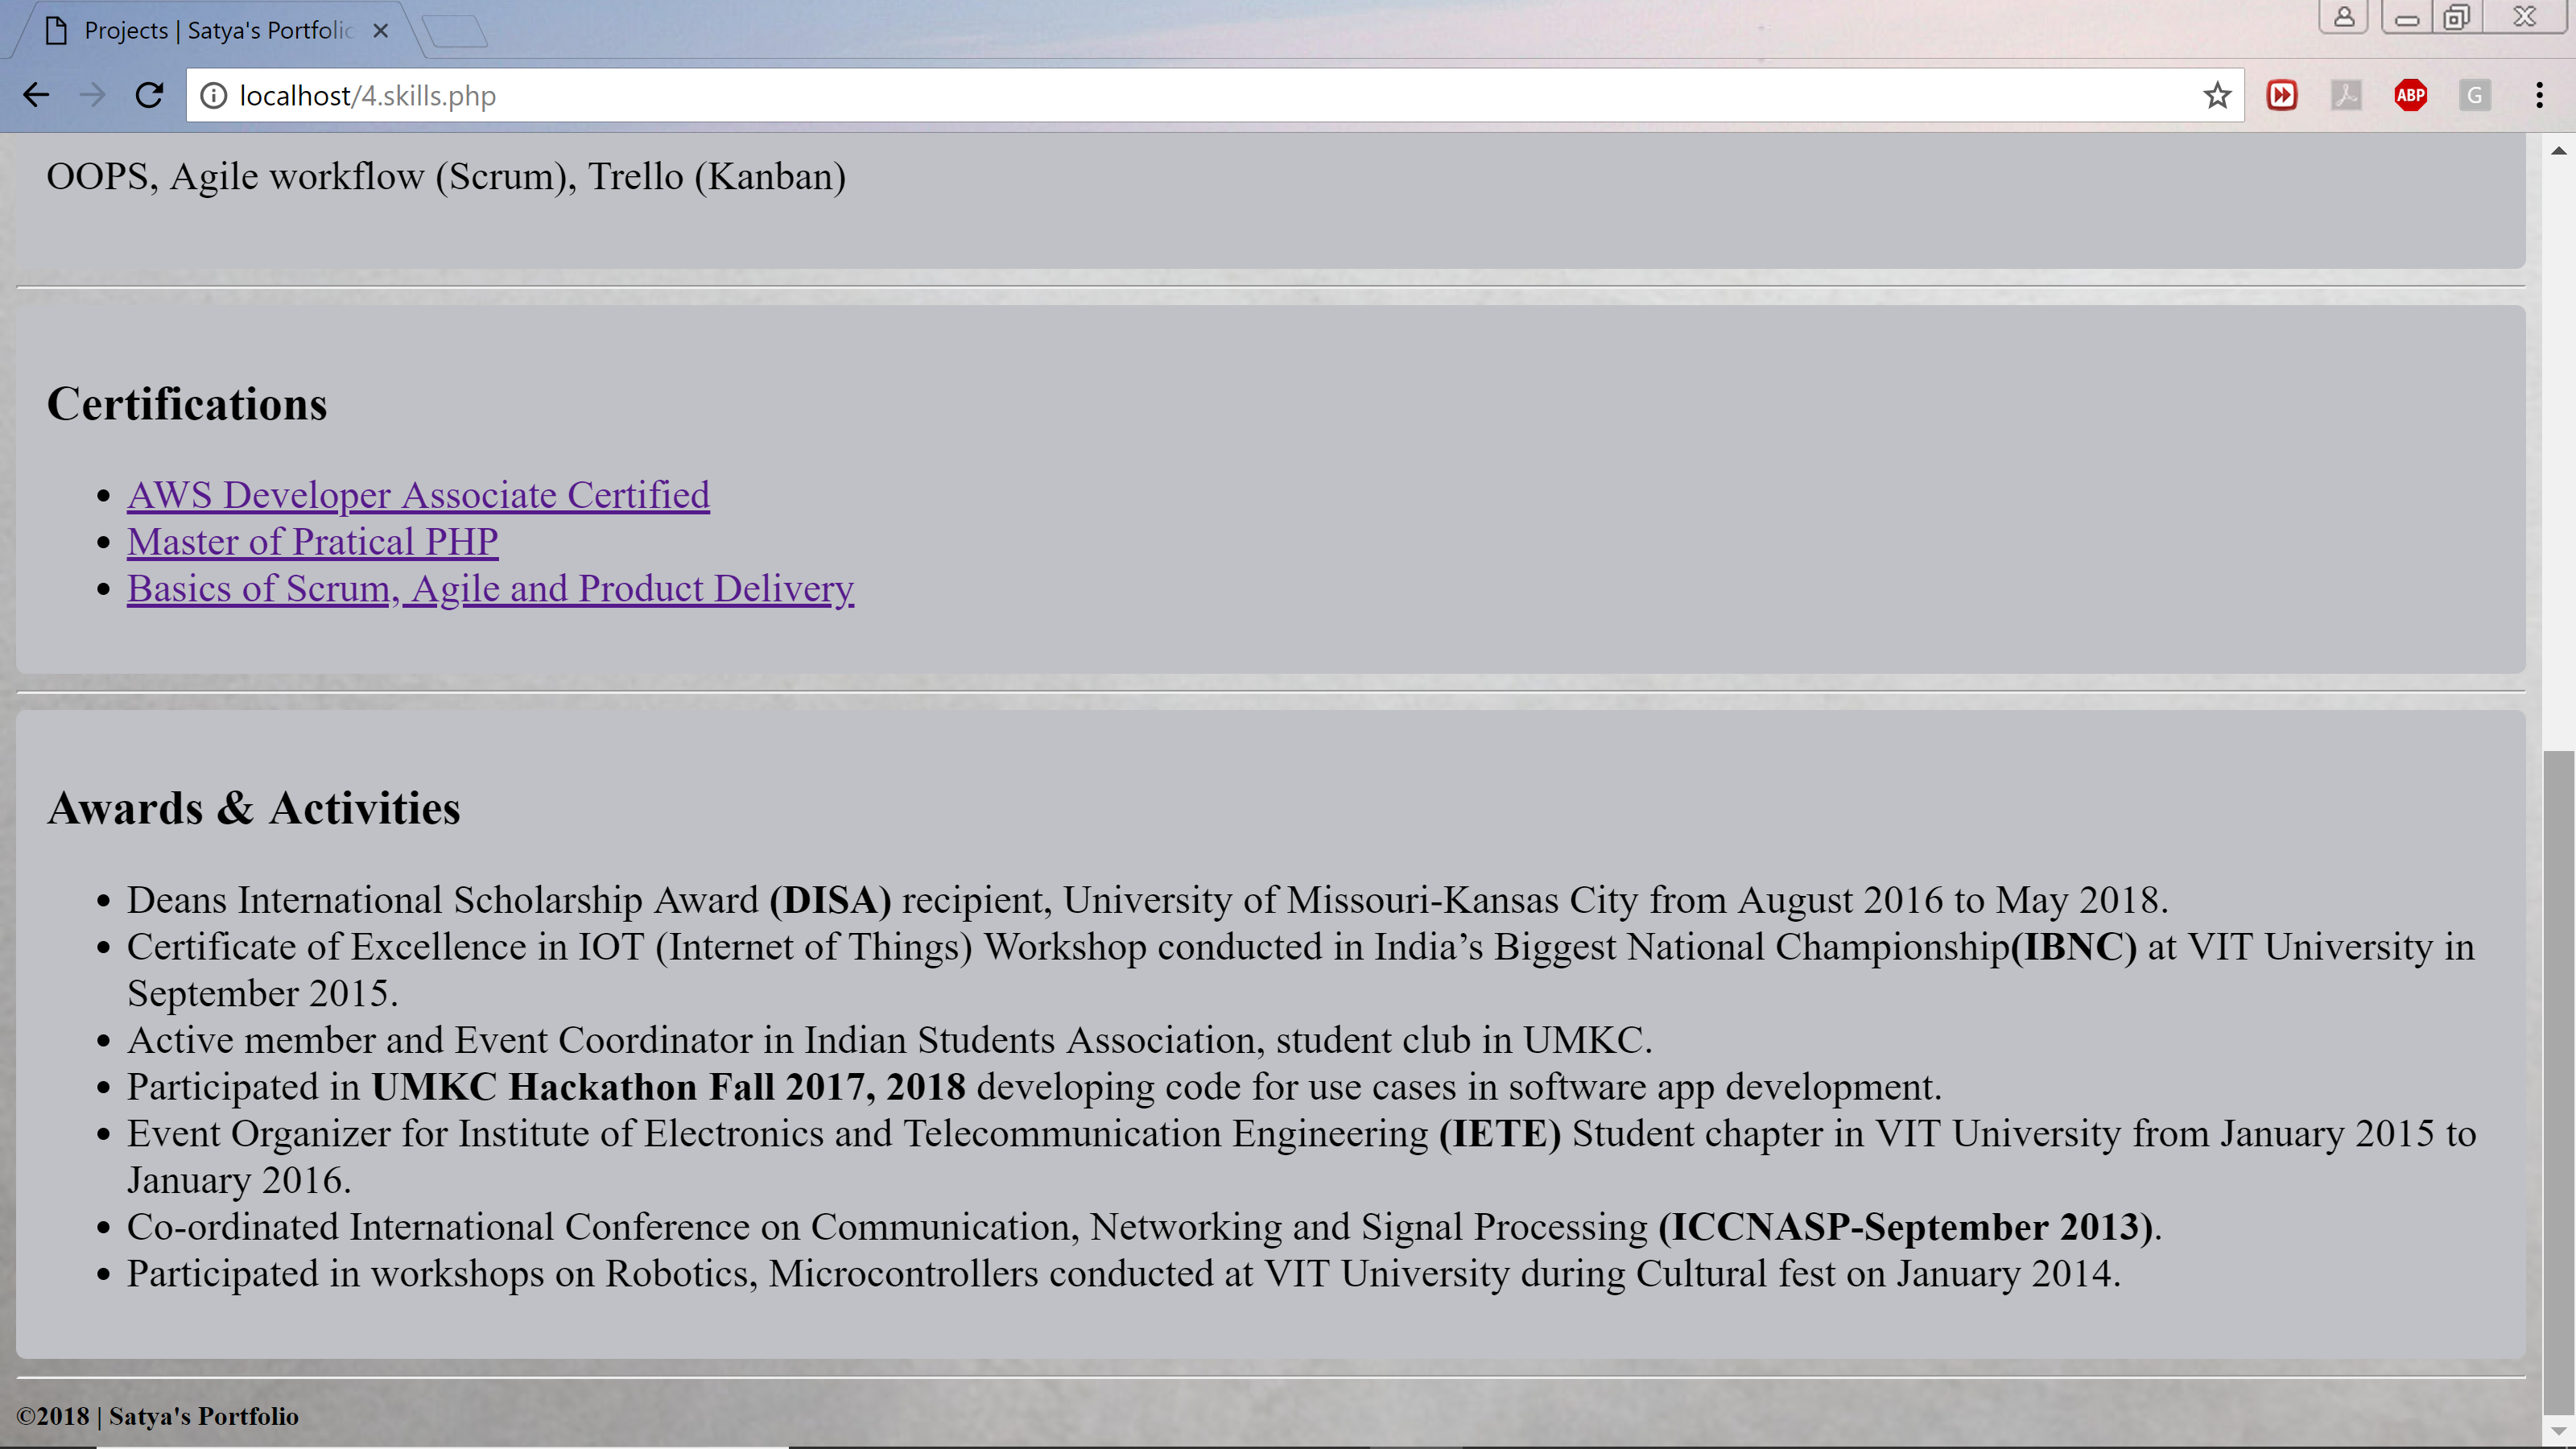 Projects | Satya's Portfolio
localhost/4.skills.php
ABP
G
OOPS, Agile workflow (Scrum), Trello (Kanban)
Certifications
AWS Developer Associate Certified
Master of Pratical PHP
Basics of Scrum, Agile and Product Delivery
Awards & Activities
Deans International Scholarship Award (DISA) recipient, University of Missouri-Kansas City from August 2016 to May 2018.
Certificate of Excellence in IOT (Internet of Things) Workshop conducted in India’s Biggest National Championship(IBNC) at VIT University in
September 2015.
Active member and Event Coordinator in Indian Students Association, student club in UMKC.
Participated in UMKC Hackathon Fall 2017, 2018 developing code for use cases in software app development.
Event Organizer for Institute of Electronics and Telecommunication Engineering (IETE) Student chapter in VIT University from January 2015 to
January 2016.
Co-ordinated International Conference on Communication, Networking and Signal Processing (ICCNASP-September 2013).
Participated in workshops on Robotics, Microcontrollers conducted at VIT University during Cultural fest on January 2014.
©2018 | Satya's Portfolio